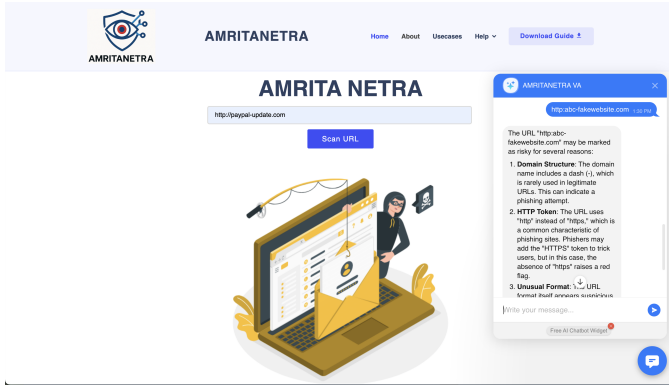 AMRITANETRA
AMRITANETRA
Home About Usecases Help Download Guide
AMRITA NETRA
http://paypal-update.com
Scan URL
AMRITANETRA VA
http:abc-fakewebsite.com 1:30 PM
The URL "http:abc-
fakewebsite.com" may be marked
as risky for several reasons:
1. Domain Structure: The domain
name includes a dash (-), which
is rarely used in legitimate
URLs. This can indicate a
phishing attempt.
2. HTTP Token: The URL uses
"http" instead of "https," which is
a common characteristic of
phishing sites. Phishers may
add the "HTTPS" token to trick
users, but in this case, the
absence of "https" raises a red
flag.
3. Unusual Format: URL
format itself appears suspicious
Write your message...
Free AI Chatbot Widget